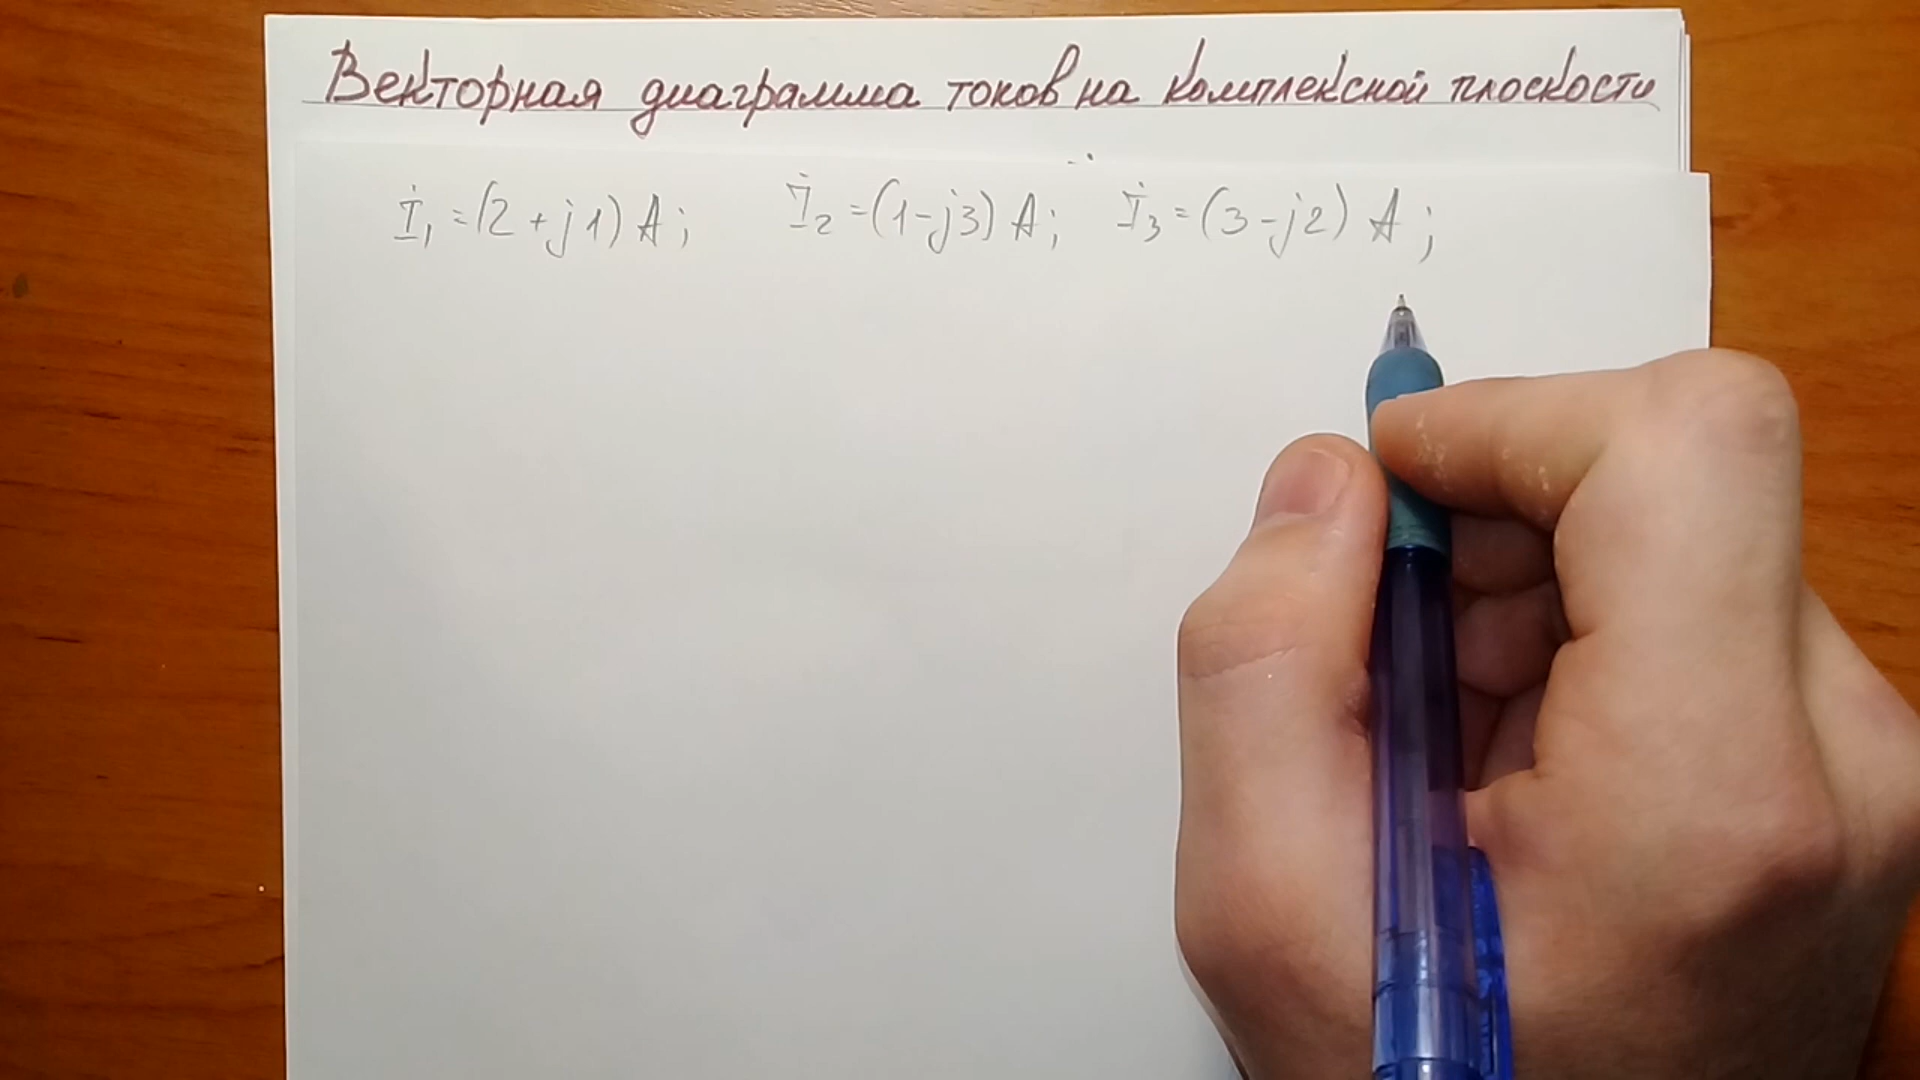 Векторная диаграмма токов на комплексной плоскости
İ₁ = (2 + j1) A; İ₂ = (1 - j3) A; İ₃ = (3 - j2) A;